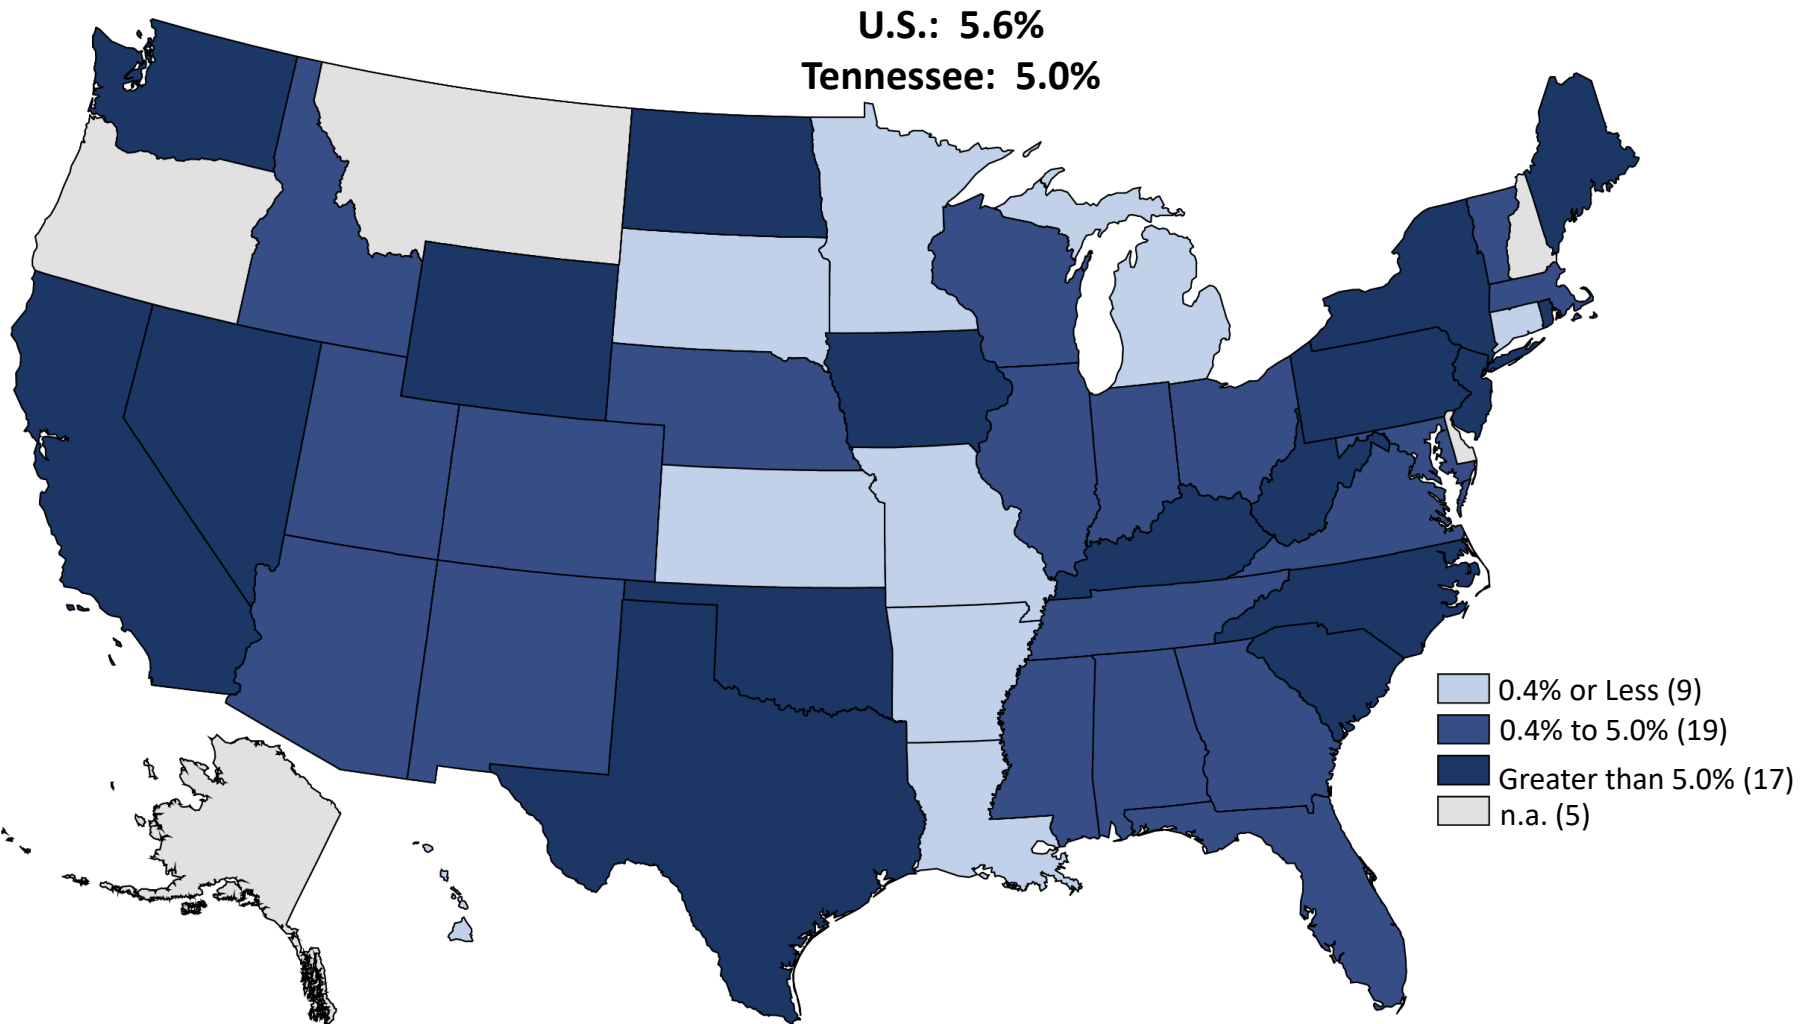 U.S.: 5.6%
Tennessee: 5.0%
0.4% or Less (9)
0.4% to 5.0% (19)
Greater than 5.0% (17)
n.a. (5)